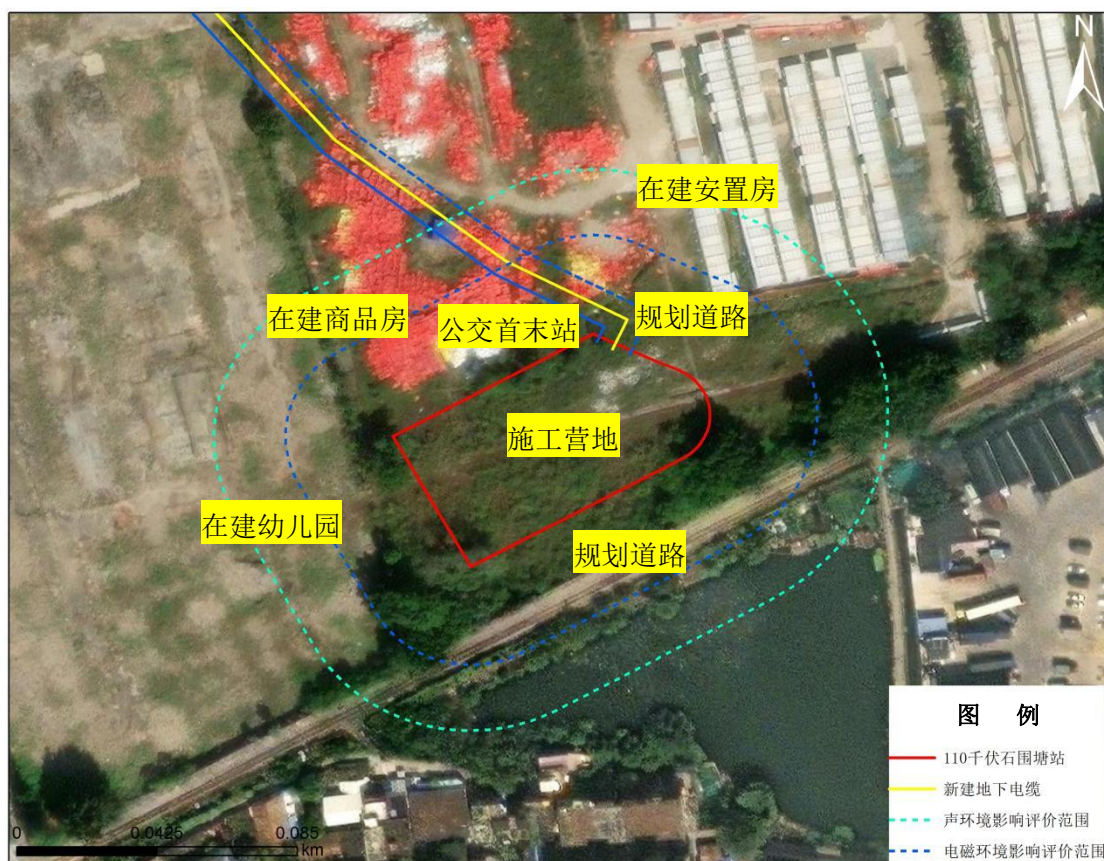 N
在建安置房
在建商品房
公交首末站
规划道路
施工营地
在建幼儿园
规划道路
图 例
110千伏石围塘站
新建地下电缆
声环境影响评价范围
电磁环境影响评价范围
0 0.0425 0.085
km